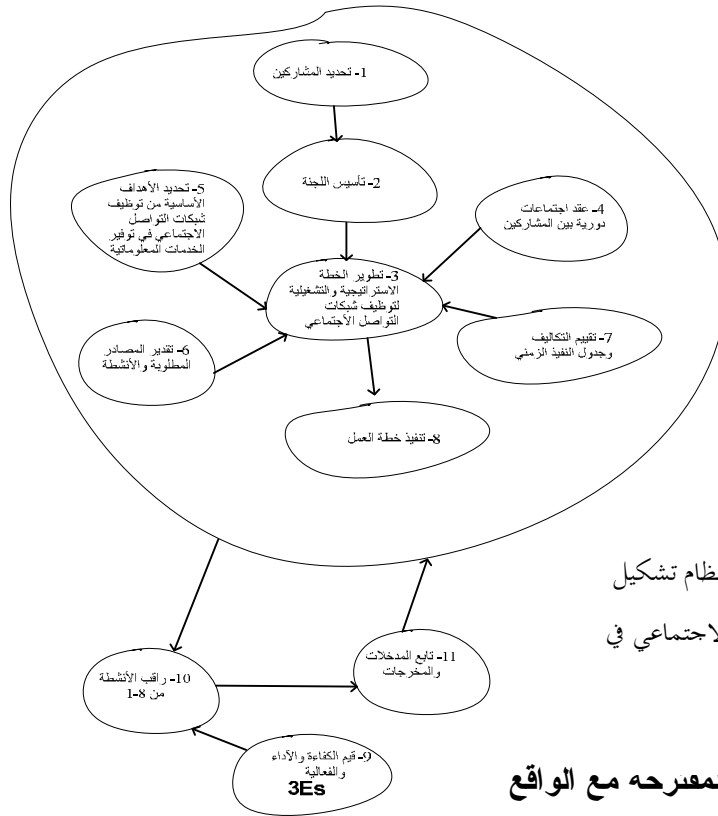 1- تحديد المشاركين
2- تأسيس اللجنة
5- تحديد الأهداف
الأساسية من توظيف
شبكات التواصل
الاجتماعي في توفير
الخدمات المعلوماتية
4- عقد اجتماعات
دورية بين المشاركين
3- تطوير الخطة
الاستراتيجية والتشغيلية
لتوظيف شبكات
التواصل الأجتماعي
6- تقدير المصادر
المطلوبة والأنشطة
7- تقييم التكاليف
وجدول النفيذ الزمني
8- تنفيذ خطة العمل
ظام تشكيل
لاجتماعي في
11- تابع المدخلات
والمخرجات
10- راقب الأنشطة
من 8-1
9- قيم الكفاءة والآداء
والفعالية
3Es
مع الواقع